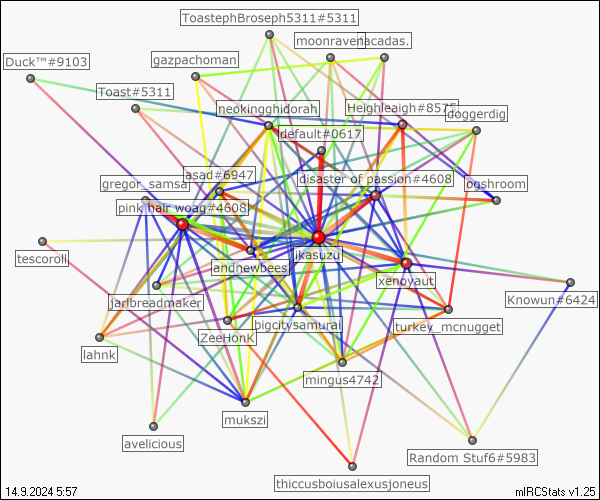 ToastephBroseph5311#5311
moonraven
nacadas.
gazpachoman
Duck™#9103
Toast#5311
neokingghidorah
Heighleaigh#8575
doggerdig
default#0617
asad#6947
disaster of passion#4608
gregor_samsa
ogshroom
pink hair woag#4608
ikasuzu
tescoroll
andnewbees
xenoyaut
jarlbreadmaker
Knowun#6424
ZeeHonk
bigcitysamurai
turkey_mcnugget
lahnk
mingus4742
mukszi
avelicious
Random Stuf6#5983
thiccusboiusalexusjoneus
14.9.2024 5:57
mIRCStats v1.25